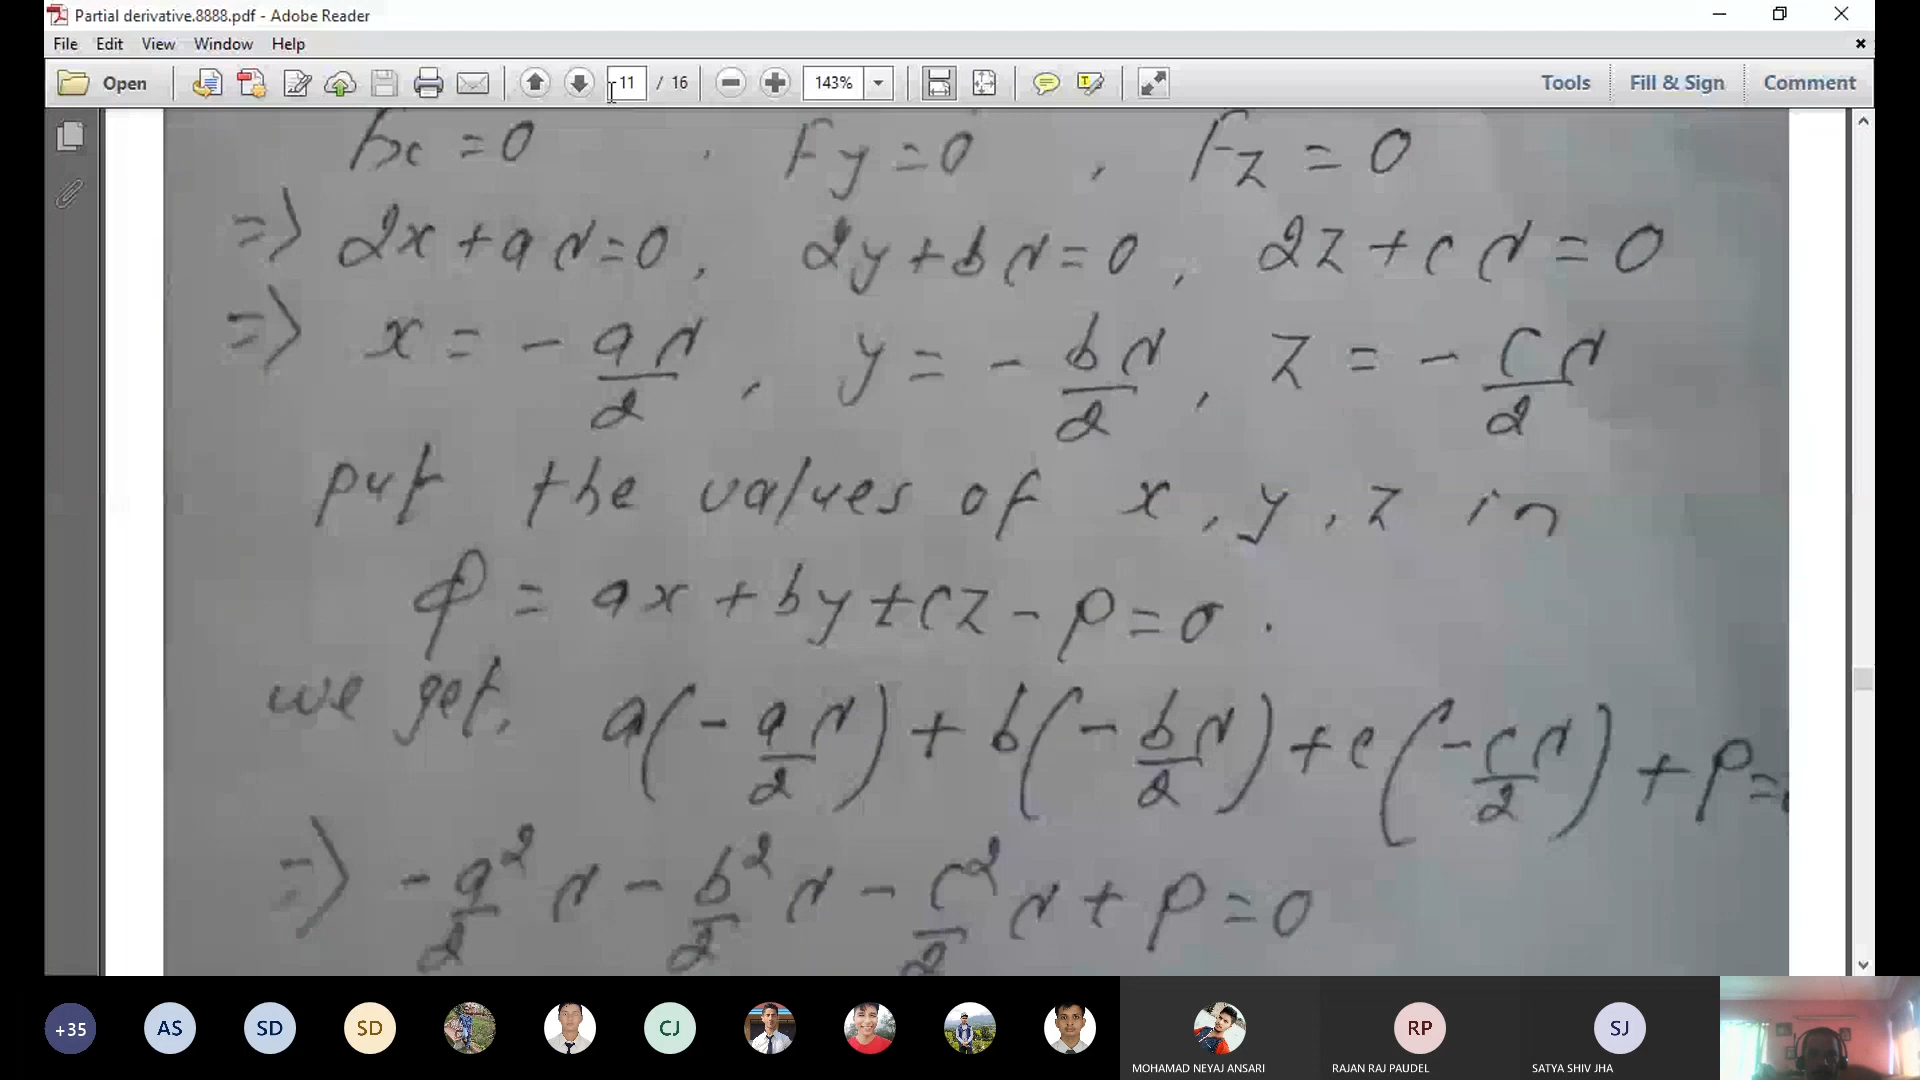 Partial derivative.8888.pdf - Adobe Reader
File Edit View Window Help
Open 11 / 16 143% Tools Fill & Sign Comment
Fx = 0 , Fy = 0 , Fz = 0
=> 2x + aλ = 0 , 2y + bλ = 0 , 2z + cλ = 0
=> x = - aλ/2 , y = - bλ/2 , z = - cλ/2
put the values of x, y, z in
φ = ax + by + cz - p = 0 .
we get, a(- aλ/2) + b(- bλ/2) + c(- cλ/2) + p =
=> - a²/2 λ - b²/2 λ - c²/2 λ + p = 0
+35 AS SD SD CJ RP SJ
MOHAMAD NEYAJ ANSARI RAJAN RAJ PAUDEL SATYA SHIV JHA